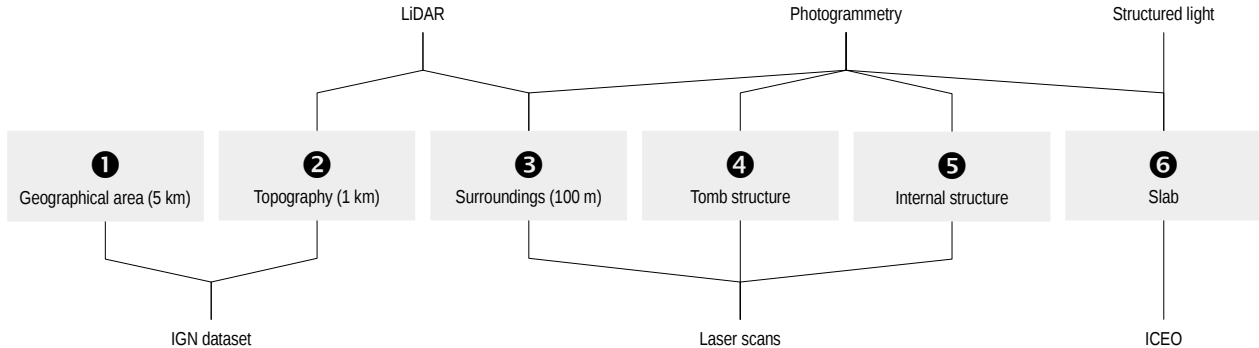 LiDAR
Photogrammetry
Structured light
❶
❷
❸
❹
❺
❻
Geographical area (5 km)
Topography (1 km)
Surroundings (100 m)
Tomb structure
Internal structure
Slab
IGN dataset
Laser scans
ICEO